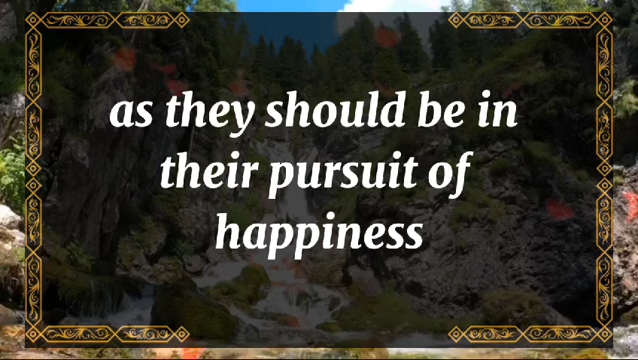 as they should be in
their pursuit of
happiness